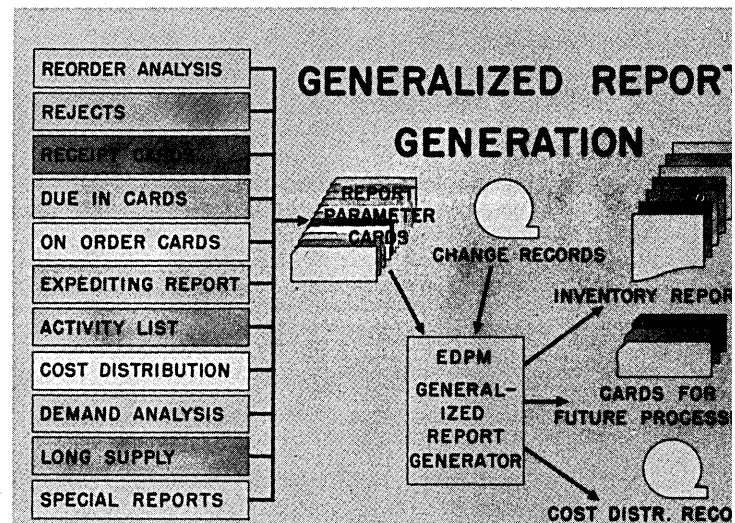 REORDER ANALYSIS
REJECTS
RECEIPT CARDS
DUE IN CARDS
ON ORDER CARDS
EXPEDITING REPORT
ACTIVITY LIST
COST DISTRIBUTION
DEMAND ANALYSIS
LONG SUPPLY
SPECIAL REPORTS
GENERALIZED REPORT
GENERATION
REPORT
PARAMETER
CARDS
CHANGE RECORDS
EDPM
GENERAL-
IZED
REPORT
GENERATOR
INVENTORY REPOR
CARDS FOR
FUTURE PROCESSI
COST DISTR. RECO